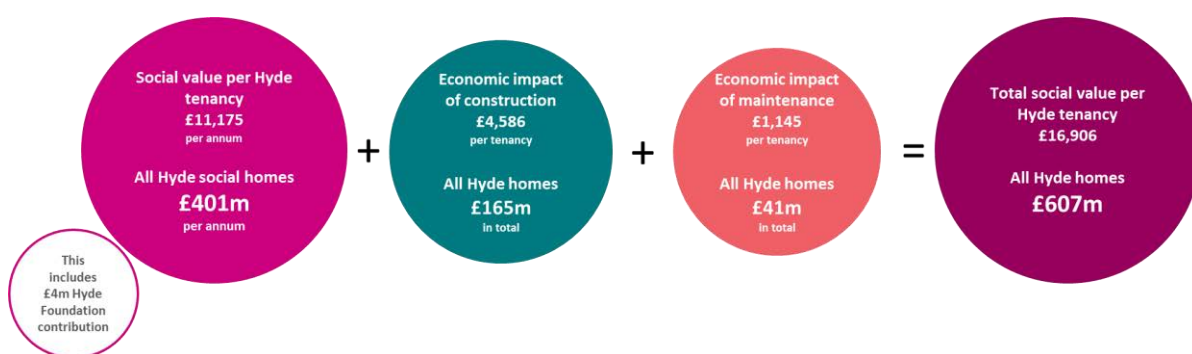 Social value per Hyde
tenancy
£11,175
per annum
All Hyde social homes
£401m
per annum
This
includes
£4m Hyde
Foundation
contribution
+
Economic impact
of construction
£4,586
per tenancy
All Hyde homes
£165m
in total
+
Economic impact
of maintenance
£1,145
per tenancy
All Hyde homes
£41m
in total
=
Total social value per
Hyde tenancy
£16,906
All Hyde homes
£607m